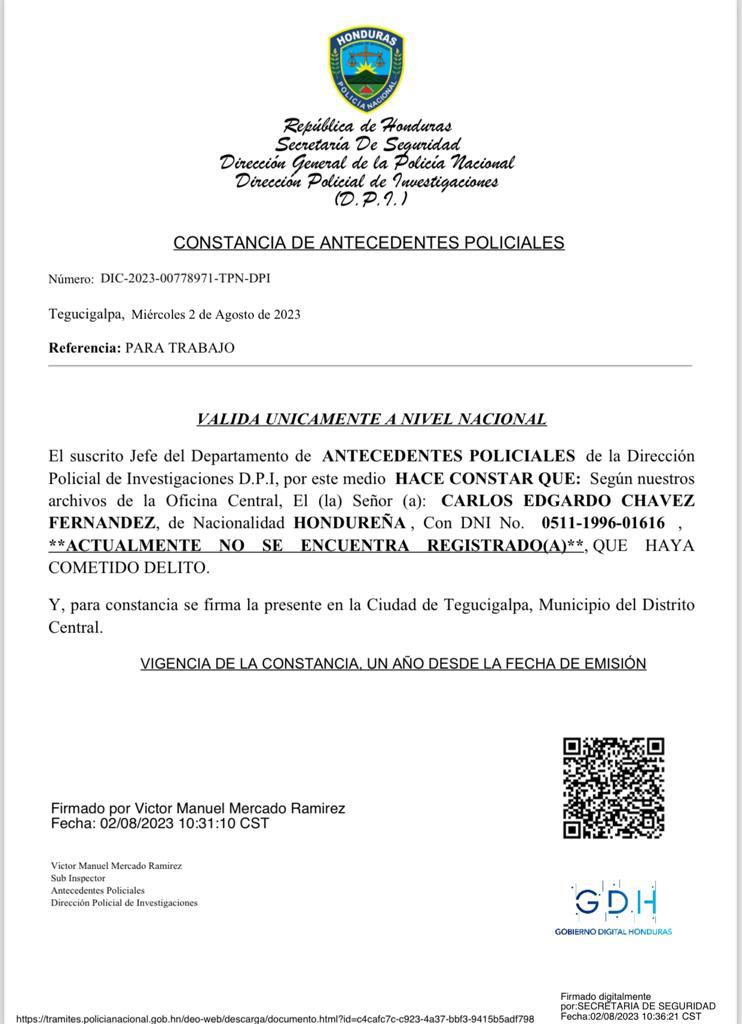 HONDURAS
POLICIA NACIONAL
República de Honduras
Secretaría De Seguridad
Dirección General de la Policía Nacional
Dirección Policial de Investigaciones
(D.P.I.)
CONSTANCIA DE ANTECEDENTES POLICIALES
Número: DIC-2023-00778971-TPN-DPI
Tegucigalpa, Miércoles 2 de Agosto de 2023
Referencia: PARA TRABAJO
VALIDA UNICAMENTE A NIVEL NACIONAL
El suscrito Jefe del Departamento de ANTECEDENTES POLICIALES de la Dirección
Policial de Investigaciones D.P.I, por este medio HACE CONSTAR QUE: Según nuestros
archivos de la Oficina Central, El (la) Señor (a): CARLOS EDGARDO CHAVEZ
FERNANDEZ, de Nacionalidad HONDUREÑA , Con DNI No. 0511-1996-01616 ,
**ACTUALMENTE NO SE ENCUENTRA REGISTRADO(A)**, QUE HAYA
COMETIDO DELITO.
Y, para constancia se firma la presente en la Ciudad de Tegucigalpa, Municipio del Distrito
Central.
VIGENCIA DE LA CONSTANCIA, UN AÑO DESDE LA FECHA DE EMISIÓN
Firmado por Victor Manuel Mercado Ramirez
Fecha: 02/08/2023 10:31:10 CST
Victor Manuel Mercado Ramirez
Sub Inspector
Antecedentes Policiales
Dirección Policial de Investigaciones
GDH
GOBIERNO DIGITAL HONDURAS
Firmado digitalmente
por:SECRETARIA DE SEGURIDAD
Fecha:02/08/2023 10:36:21 CST
https://tramites.policianacional.gob.hn/deo-web/descarga/documento.html?id=c4cafc7c-c923-4a37-bbf3-9415b5adf798